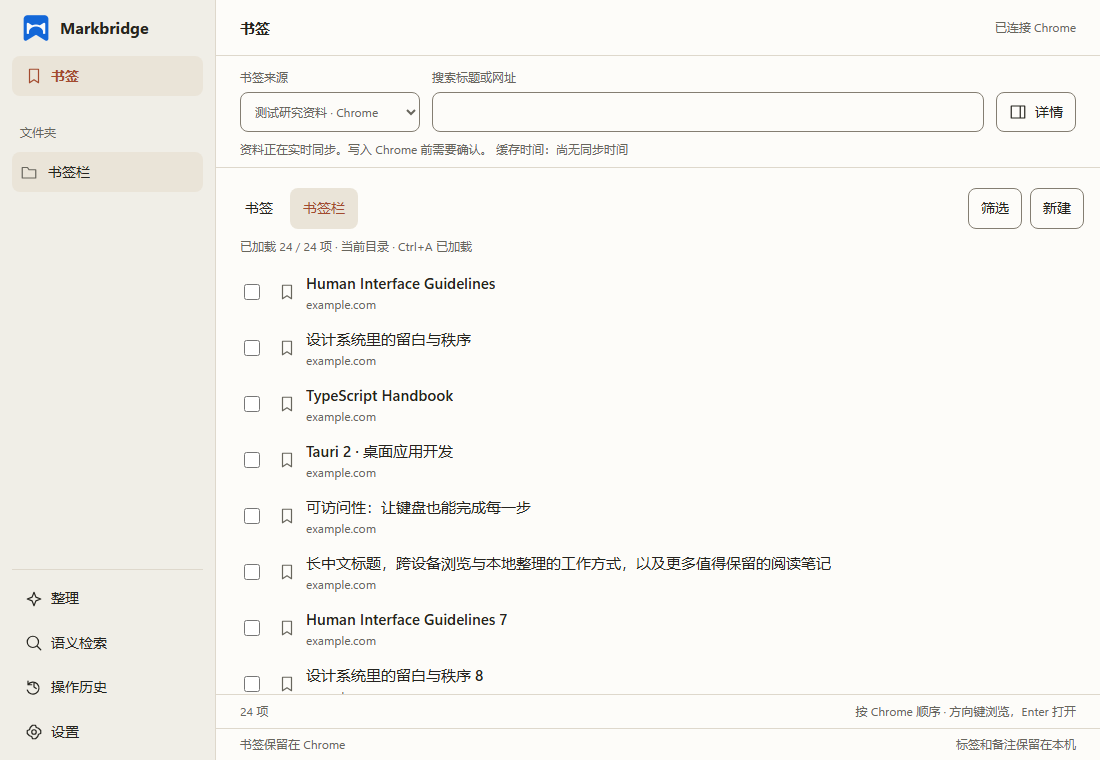 Markbridge
书签
文件夹
书签栏
整理
语义检索
操作历史
设置
书签
已连接 Chrome
书签来源
搜索标题或网址
测试研究资料 · Chrome
详情
资料正在实时同步。写入 Chrome 前需要确认。 缓存时间：尚无同步时间
书签
书签栏
筛选
新建
已加载 24 / 24 项 · 当前目录 · Ctrl+A 已加载
Human Interface Guidelines
example.com
设计系统里的留白与秩序
example.com
TypeScript Handbook
example.com
Tauri 2 · 桌面应用开发
example.com
可访问性：让键盘也能完成每一步
example.com
长中文标题，跨设备浏览与本地整理的工作方式，以及更多值得保留的阅读笔记
example.com
Human Interface Guidelines 7
example.com
设计系统里的留白与秩序 8
24 项
按 Chrome 顺序 · 方向键浏览，Enter 打开
书签保留在 Chrome
标签和备注保留在本机